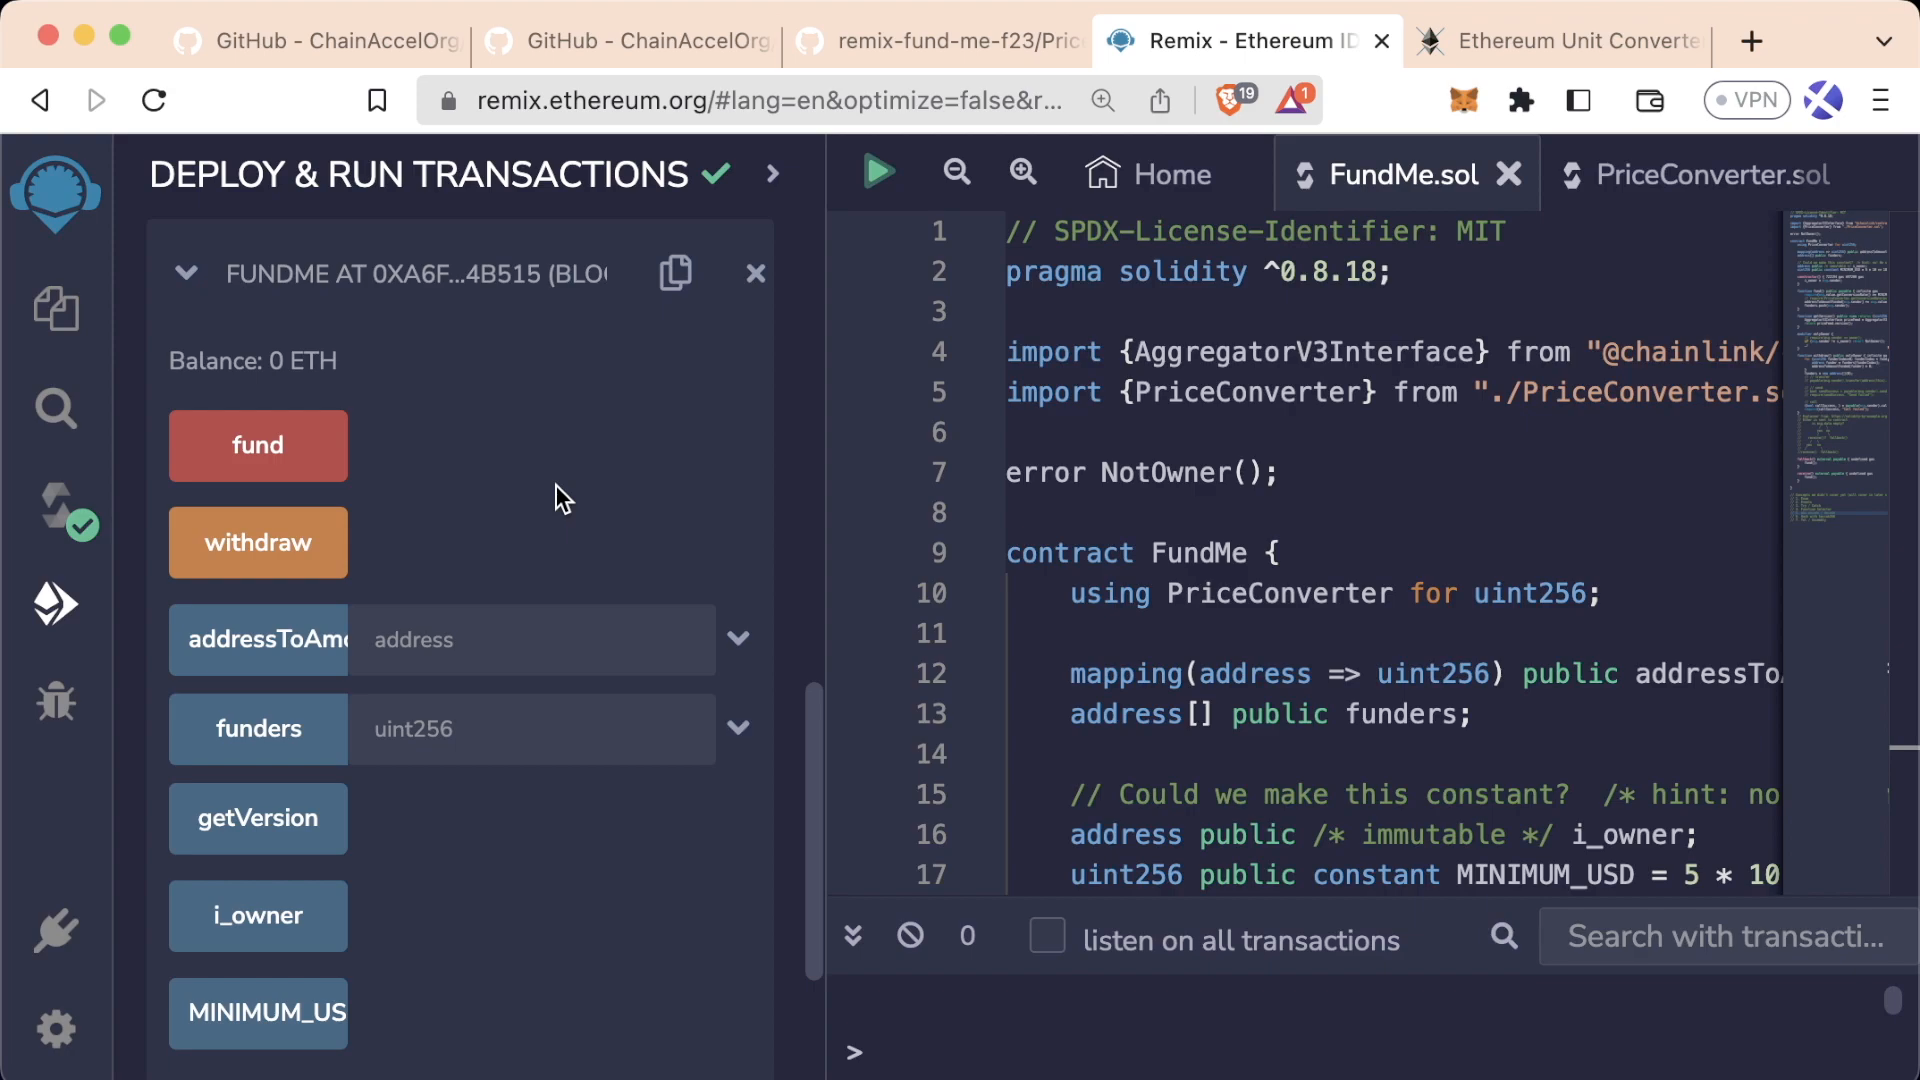 GitHub - ChainAccelOrg
GitHub - ChainAccelOrg
remix-fund-me-f23/Pric
Remix - Ethereum ID
Ethereum Unit Converte
remix.ethereum.org/#lang=en&optimize=false&r...
19
1
VPN
DEPLOY & RUN TRANSACTIONS
FUNDME AT 0XA6F...4B515 (BLO
Balance: 0 ETH
fund
withdraw
addressToAmo
address
funders
uint256
getVersion
i_owner
MINIMUM_US
Home
FundMe.sol
PriceConverter.sol
1 // SPDX-License-Identifier: MIT
2 pragma solidity ^0.8.18;
3
4 import {AggregatorV3Interface} from "@chainlink/
5 import {PriceConverter} from "./PriceConverter.s
6
7 error NotOwner();
8
9 contract FundMe {
10 using PriceConverter for uint256;
11
12 mapping(address => uint256) public addressTo
13 address[] public funders;
14
15 // Could we make this constant?  /* hint: no
16 address public /* immutable */ i_owner;
17 uint256 public constant MINIMUM_USD = 5 * 10
0
listen on all transactions
Search with transacti...
>